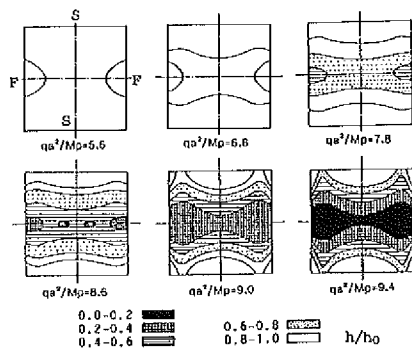 S
F F
S
qa²/Mp=5.6
qa²/Mp=6.8
qa²/Mp=7.8
qa²/Mp=8.6
qa²/Mp=9.0
qa²/Mp=9.4
0.0-0.2
0.2-0.4
0.4-0.6
0.6-0.8
0.8-1.0
h/h₀